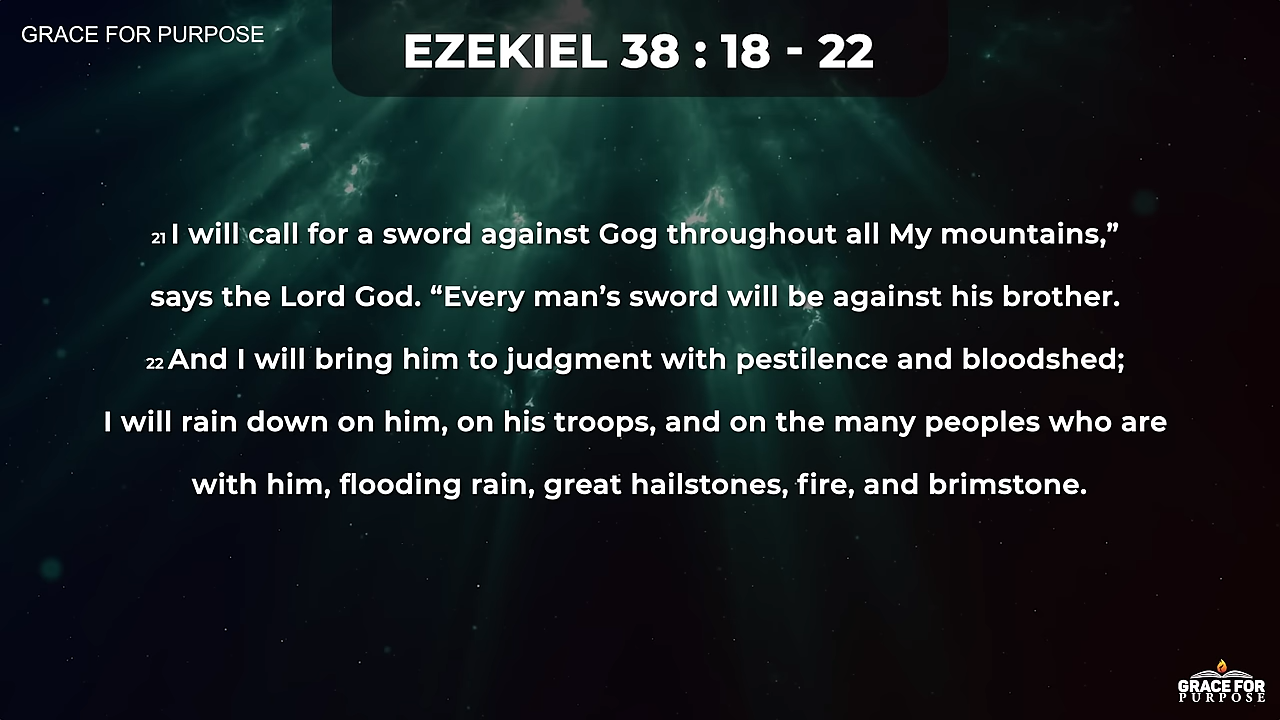 GRACE FOR PURPOSE
EZEKIEL 38 : 18 - 22
21 I will call for a sword against Gog throughout all My mountains,”
says the Lord God. “Every man’s sword will be against his brother.
22 And I will bring him to judgment with pestilence and bloodshed;
I will rain down on him, on his troops, and on the many peoples who are
with him, flooding rain, great hailstones, fire, and brimstone.
GRACE FOR
PURPOSE